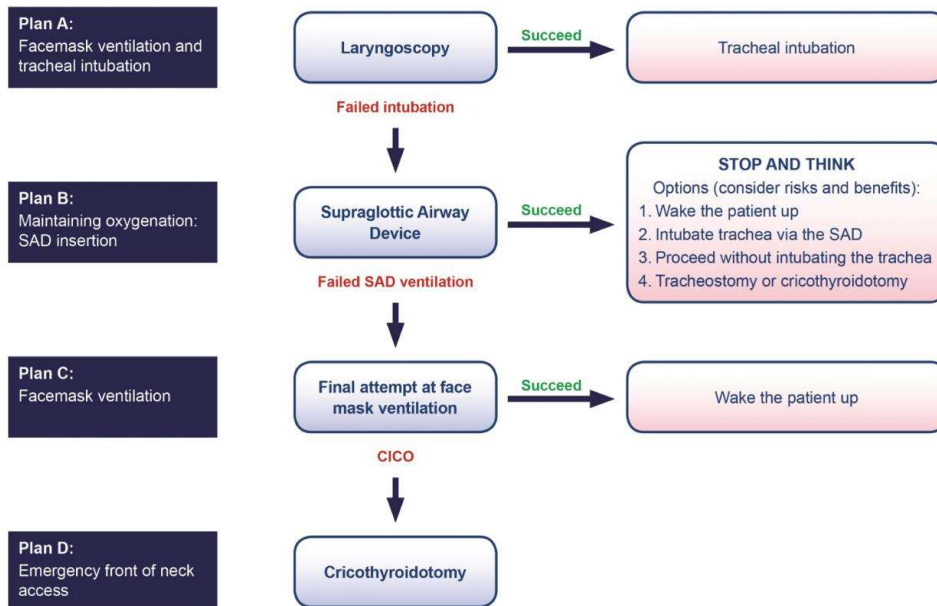 Plan A:
Facemask ventilation and
tracheal intubation
Laryngoscopy
Succeed
Tracheal intubation
Failed intubation
Plan B:
Maintaining oxygenation:
SAD insertion
Supraglottic Airway
Device
Succeed
STOP AND THINK
Options (consider risks and benefits):
1. Wake the patient up
2. Intubate trachea via the SAD
3. Proceed without intubating the trachea
4. Tracheostomy or cricothyroidotomy
Failed SAD ventilation
Plan C:
Facemask ventilation
Final attempt at face
mask ventilation
Succeed
Wake the patient up
CICO
Plan D:
Emergency front of neck
access
Cricothyroidotomy